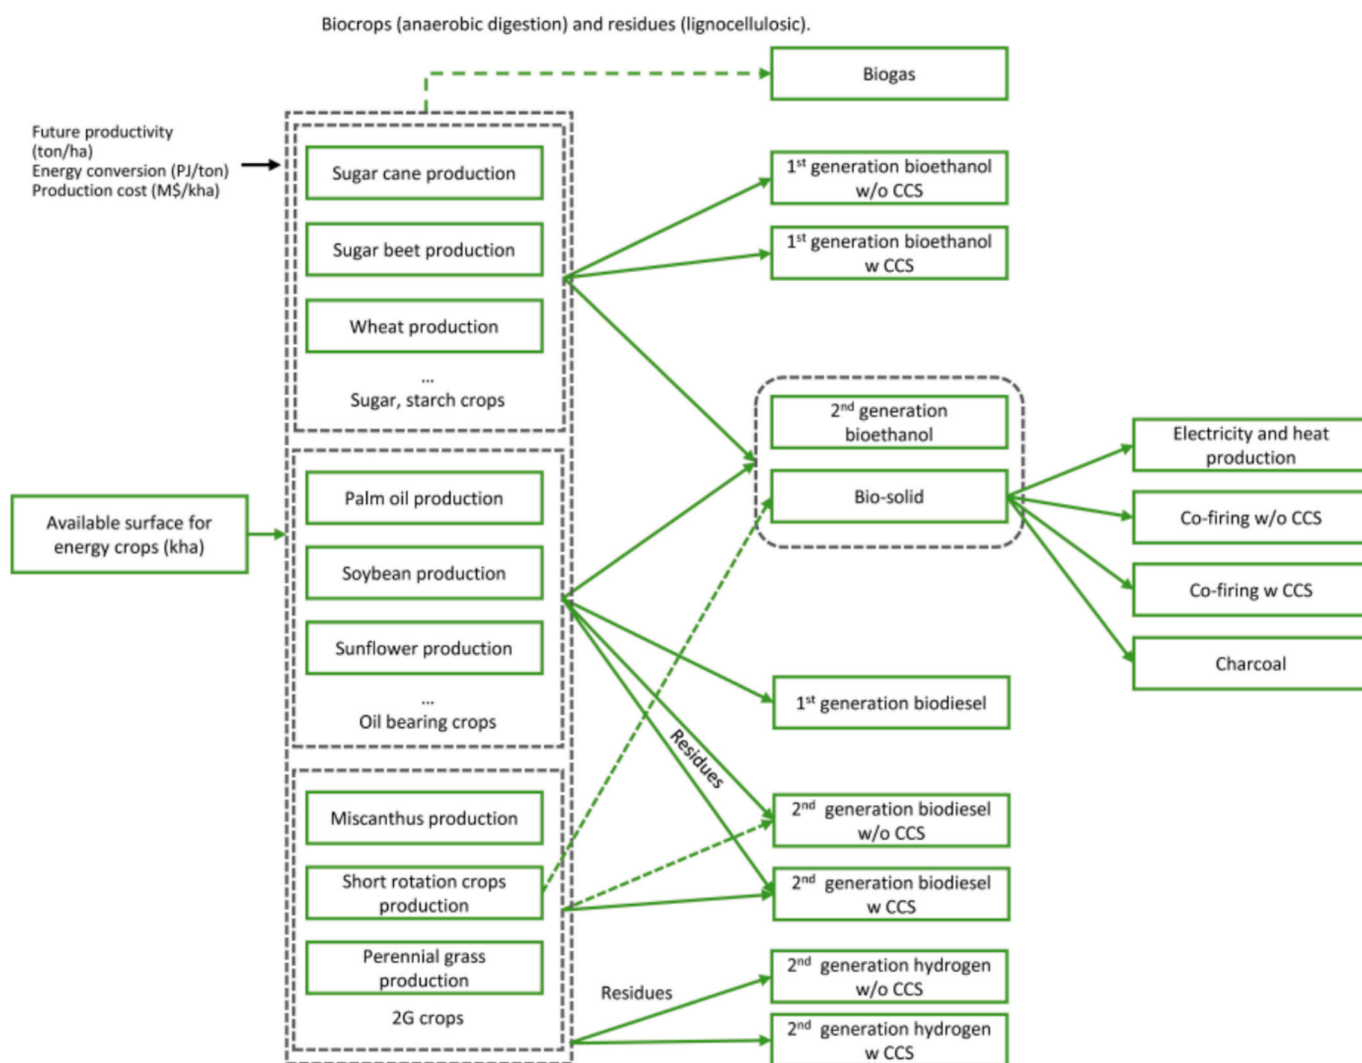 Biocrops (anaerobic digestion) and residues (lignocellulosic).
Biogas
Future productivity
(ton/ha)
Energy conversion (PJ/ton)
Production cost (M$/kha)
Sugar cane production
Sugar beet production
Wheat production
...
Sugar, starch crops
1st generation bioethanol
w/o CCS
1st generation bioethanol
w CCS
2nd generation
bioethanol
Bio-solid
Electricity and heat
production
Co-firing w/o CCS
Co-firing w CCS
Charcoal
Available surface for
energy crops (kha)
Palm oil production
Soybean production
Sunflower production
...
Oil bearing crops
1st generation biodiesel
Residues
2nd generation biodiesel
w/o CCS
2nd generation biodiesel
w CCS
Miscanthus production
Short rotation crops
production
Perennial grass
production
2G crops
Residues
2nd generation hydrogen
w/o CCS
2nd generation hydrogen
w CCS